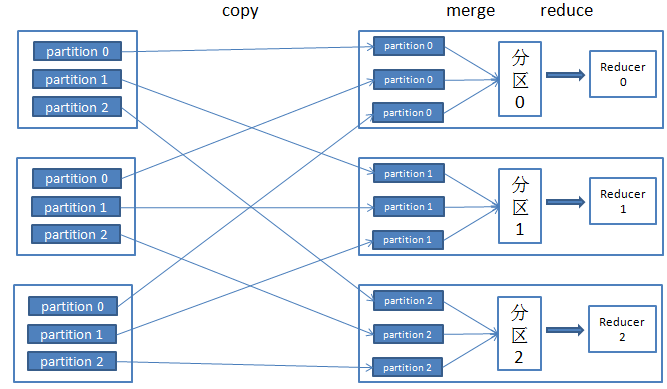 copy
merge
reduce
partition 0
partition 1
partition 2
partition 0
partition 0
partition 0
分
区
0
Reducer
0
partition 0
partition 1
partition 2
partition 1
partition 1
partition 1
分
区
1
Reducer
1
partition 0
partition 1
partition 2
partition 2
partition 2
partition 2
分
区
2
Reducer
2